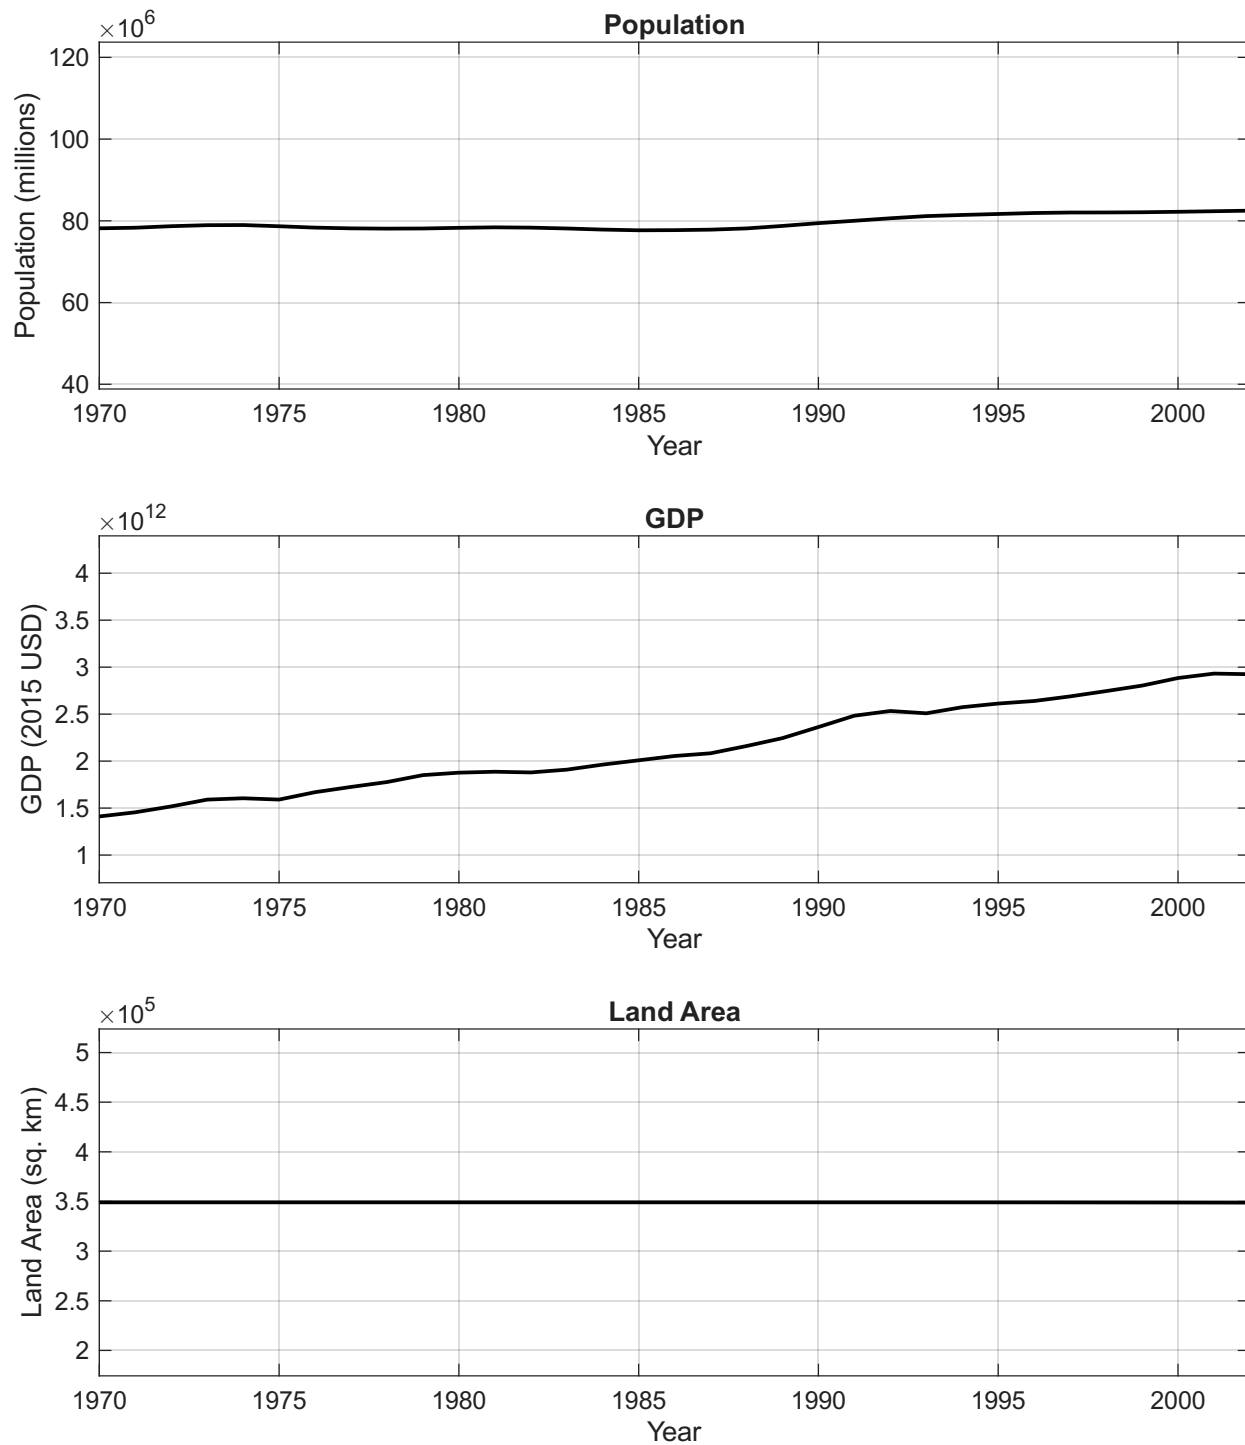 ×10^6
Population
Population (millions)
120
100
80
60
40
1970 1975 1980 1985 1990 1995 2000
Year
×10^12
GDP
GDP (2015 USD)
4
3.5
3
2.5
2
1.5
1
1970 1975 1980 1985 1990 1995 2000
Year
×10^5
Land Area
Land Area (sq. km)
5
4.5
4
3.5
3
2.5
2
1970 1975 1980 1985 1990 1995 2000
Year